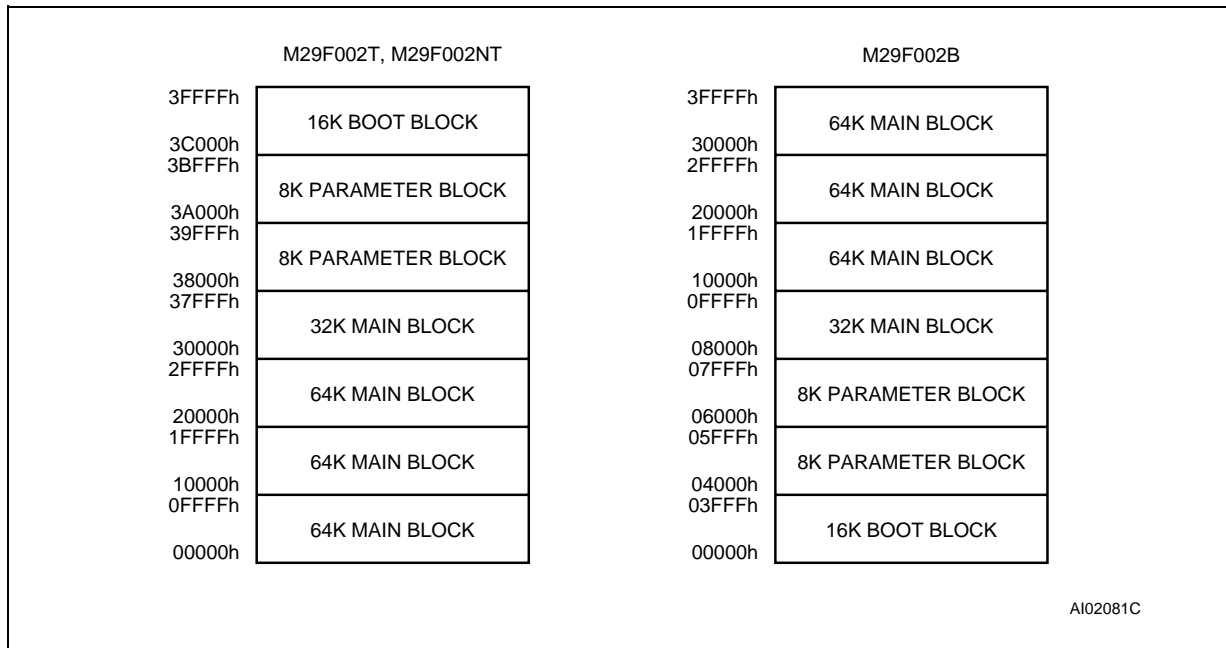 M29F002T, M29F002NT
3FFFFh
16K BOOT BLOCK
3C000h
3BFFFh
8K PARAMETER BLOCK
3A000h
39FFFh
8K PARAMETER BLOCK
38000h
37FFFh
32K MAIN BLOCK
30000h
2FFFFh
64K MAIN BLOCK
20000h
1FFFFh
64K MAIN BLOCK
10000h
0FFFFh
64K MAIN BLOCK
00000h
M29F002B
3FFFFh
64K MAIN BLOCK
30000h
2FFFFh
64K MAIN BLOCK
20000h
1FFFFh
64K MAIN BLOCK
10000h
0FFFFh
32K MAIN BLOCK
08000h
07FFFh
8K PARAMETER BLOCK
06000h
05FFFh
8K PARAMETER BLOCK
04000h
03FFFh
16K BOOT BLOCK
00000h
AI02081C